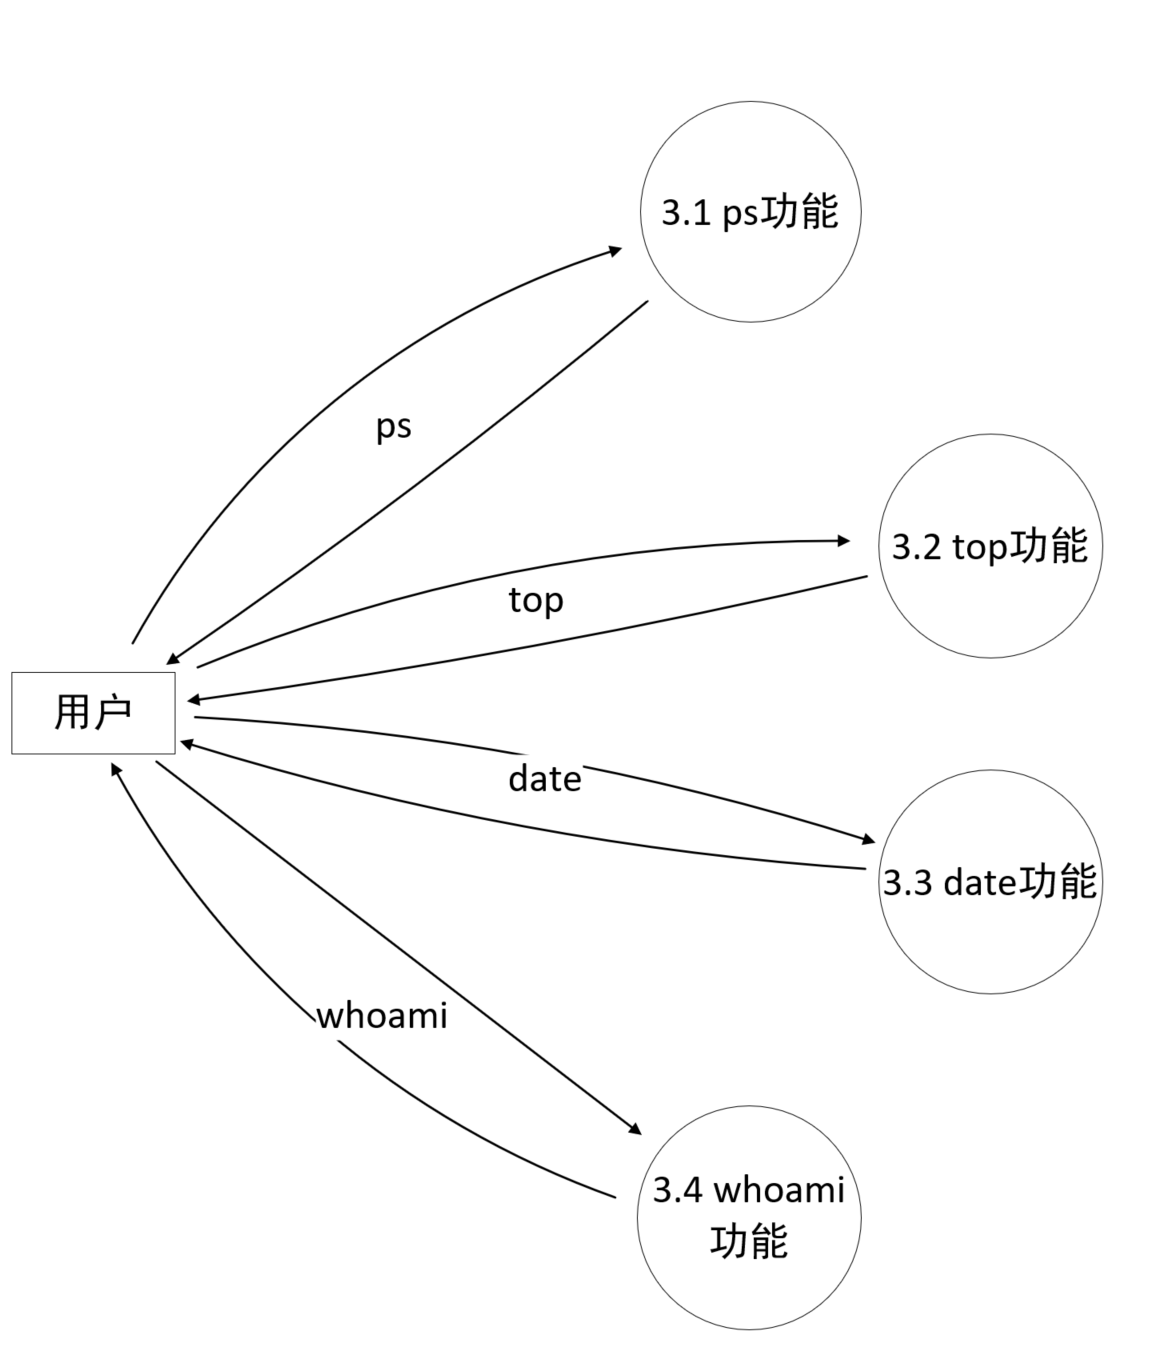 3.1 ps功能
ps
3.2 top功能
top
用户
date
3.3 date功能
whoami
3.4 whoami
功能